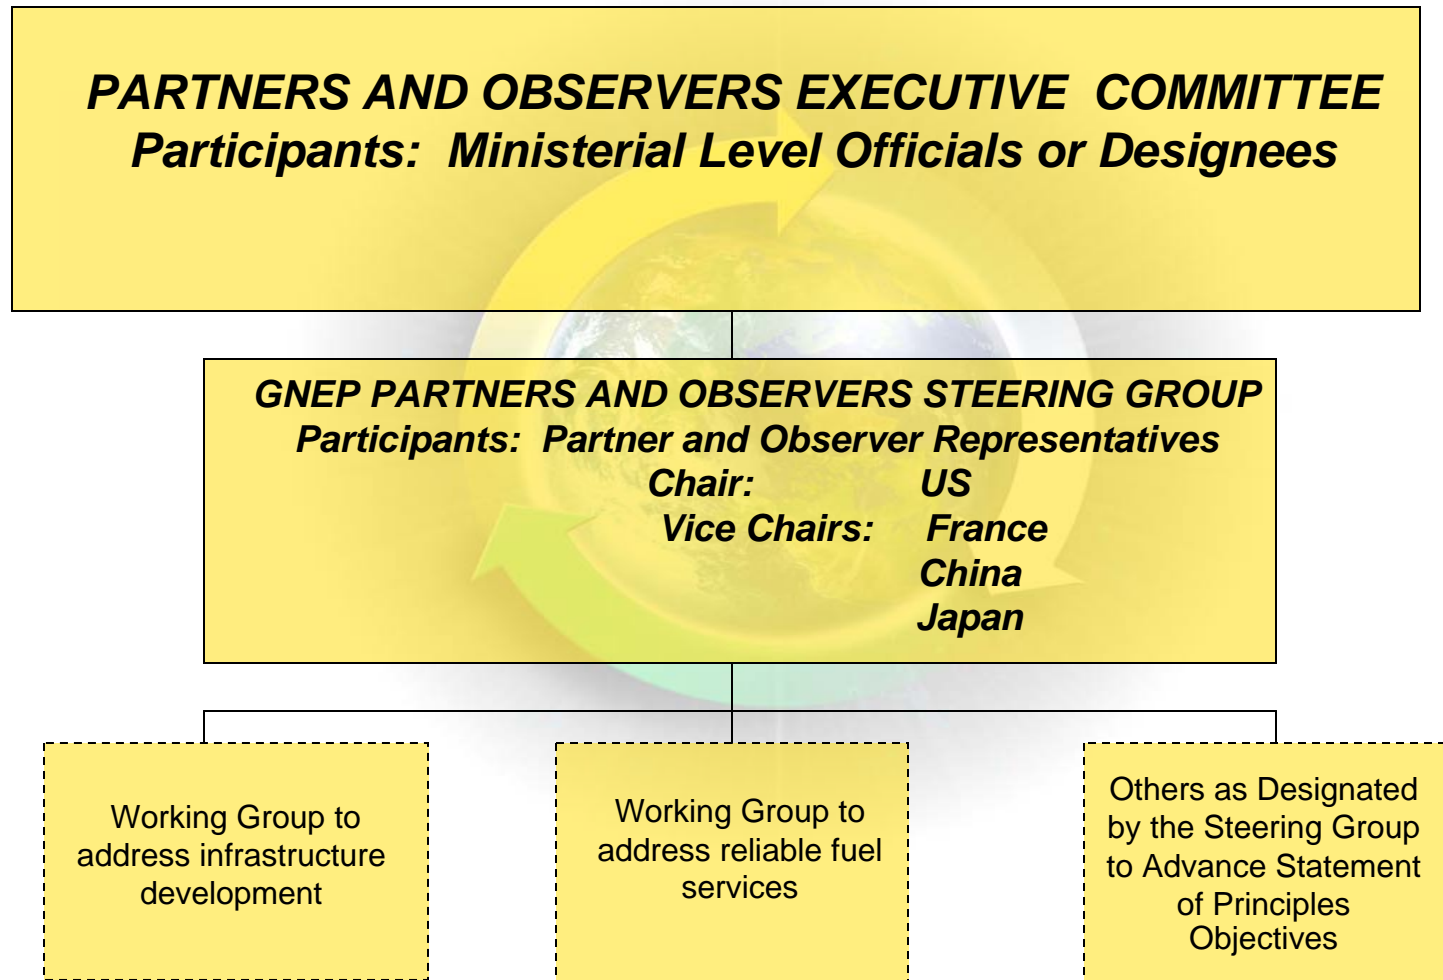 PARTNERS AND OBSERVERS EXECUTIVE COMMITTEE
Participants: Ministerial Level Officials or Designees
GNEP PARTNERS AND OBSERVERS STEERING GROUP
Participants: Partner and Observer Representatives
Chair: US
Vice Chairs: France
China
Japan
Working Group to
address infrastructure
development
Working Group to
address reliable fuel
services
Others as Designated
by the Steering Group
to Advance Statement
of Principles
Objectives